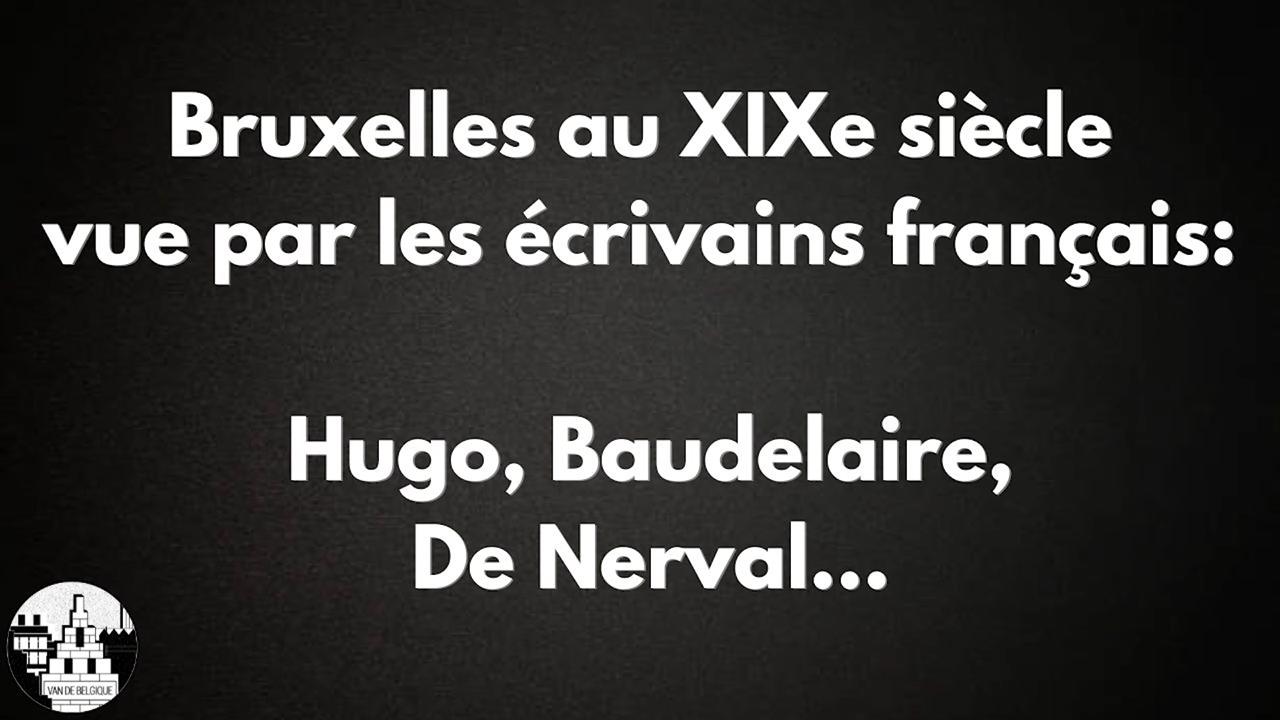 Bruxelles au XIXe siècle
vue par les écrivains français:
Hugo, Baudelaire,
De Nerval...
VAN DE BELGIQUE